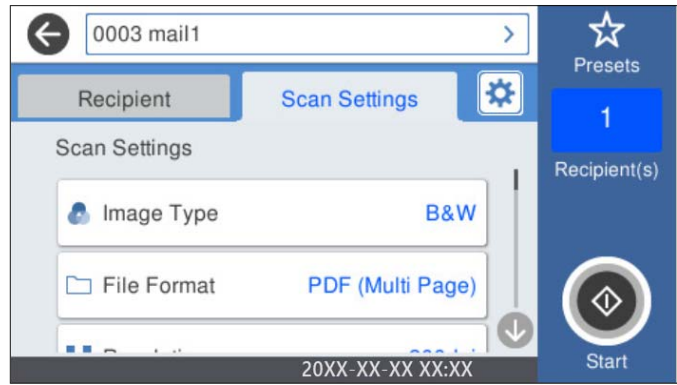 0003 mail1
Presets
Recipient
Scan Settings
1
Recipient(s)
Scan Settings
Image Type
B&W
File Format
PDF (Multi Page)
Start
20XX-XX-XX XX:XX